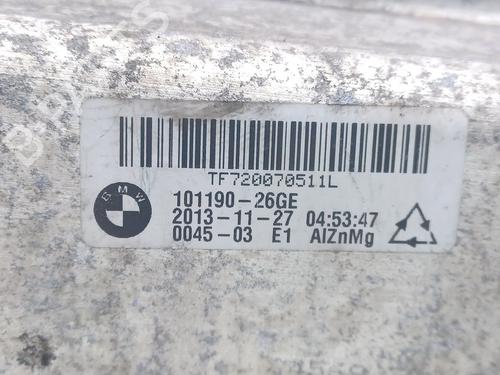 TF720070511L
BMW
101190-26GE
2013-11-27 04:53:47
0045-03 E1 AlZnMg